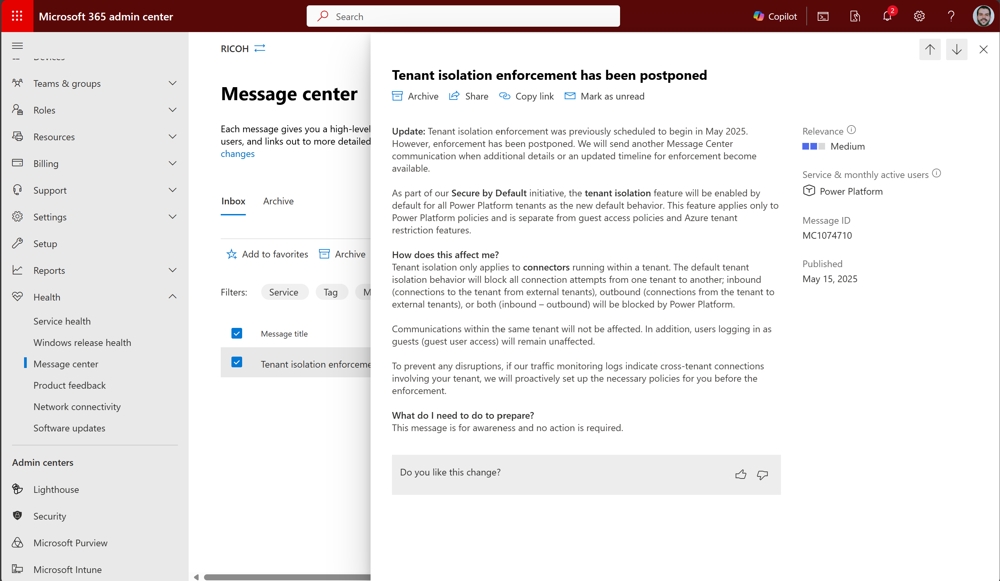 Microsoft 365 admin center
Search
Copilot
2
Devices
Teams & groups
Roles
Resources
Billing
Support
Settings
Setup
Reports
Health
Service health
Windows release health
Message center
Product feedback
Network connectivity
Software updates
Admin centers
Lighthouse
Security
Microsoft Purview
Microsoft Intune
RICOH
Message center
Each message gives you a high-level
users, and links out to more detailed
changes
Inbox
Archive
Add to favorites
Archive
Filters:
Service
Tag
M
Message title
Tenant isolation enforceme
Tenant isolation enforcement has been postponed
Archive
Share
Copy link
Mark as unread
Update: Tenant isolation enforcement was previously scheduled to begin in May 2025.
However, enforcement has been postponed. We will send another Message Center
communication when additional details or an updated timeline for enforcement become
available.
As part of our Secure by Default initiative, the tenant isolation feature will be enabled by
default for all Power Platform tenants as the new default behavior. This feature applies only to
Power Platform policies and is separate from guest access policies and Azure tenant
restriction features.
How does this affect me?
Tenant isolation only applies to connectors running within a tenant. The default tenant
isolation behavior will block all connection attempts from one tenant to another; inbound
(connections to the tenant from external tenants), outbound (connections from the tenant to
external tenants), or both (inbound – outbound) will be blocked by Power Platform.
Communications within the same tenant will not be affected. In addition, users logging in as
guests (guest user access) will remain unaffected.
To prevent any disruptions, if our traffic monitoring logs indicate cross-tenant connections
involving your tenant, we will proactively set up the necessary policies for you before the
enforcement.
What do I need to do to prepare?
This message is for awareness and no action is required.
Do you like this change?
Relevance
Medium
Service & monthly active users
Power Platform
Message ID
MC1074710
Published
May 15, 2025